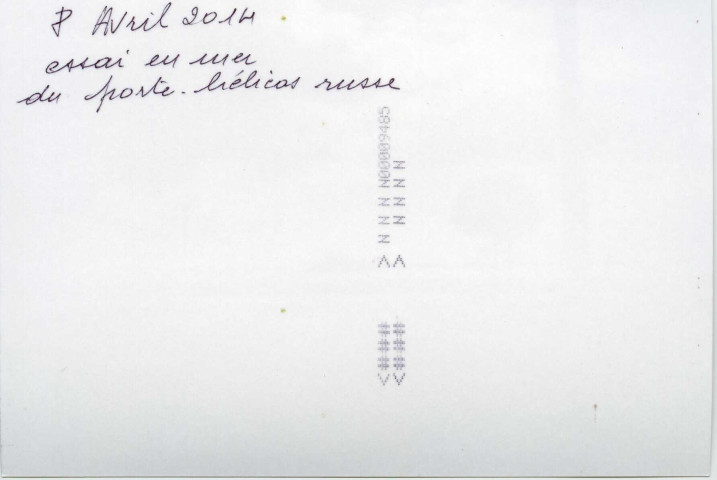 8 Avril 2014
essai en mer
du porte-hélicos russe
N N N N00009485
N N N N